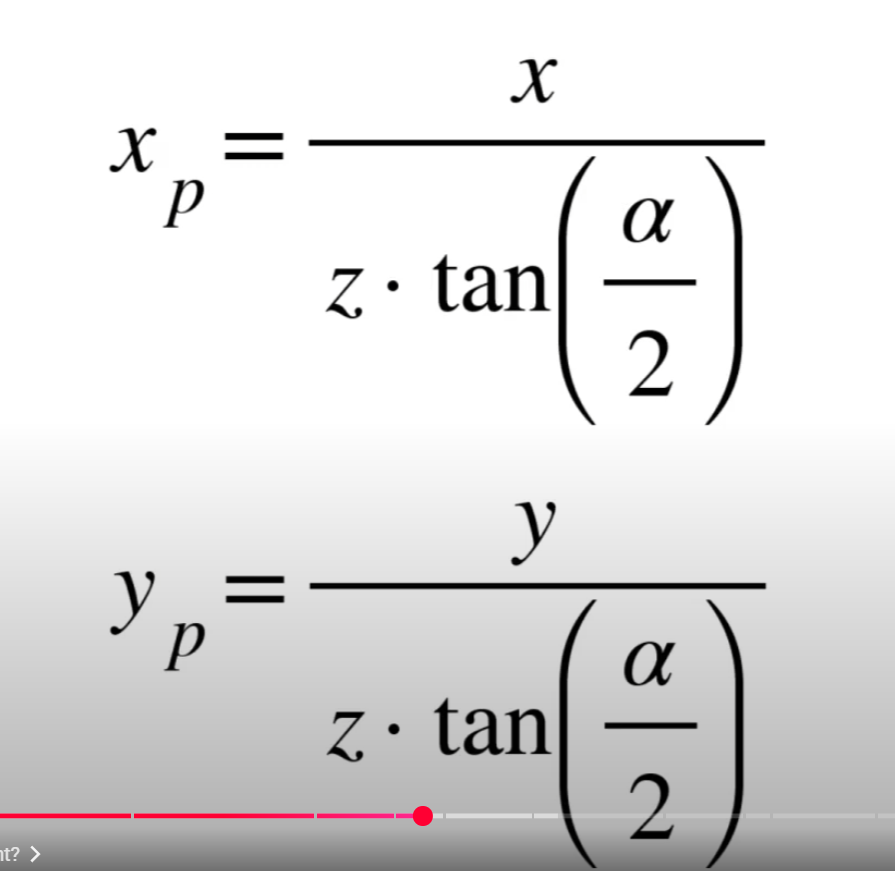 x_p = x / (z · tan(α/2))
y_p = y / (z · tan(α/2))
nt? >